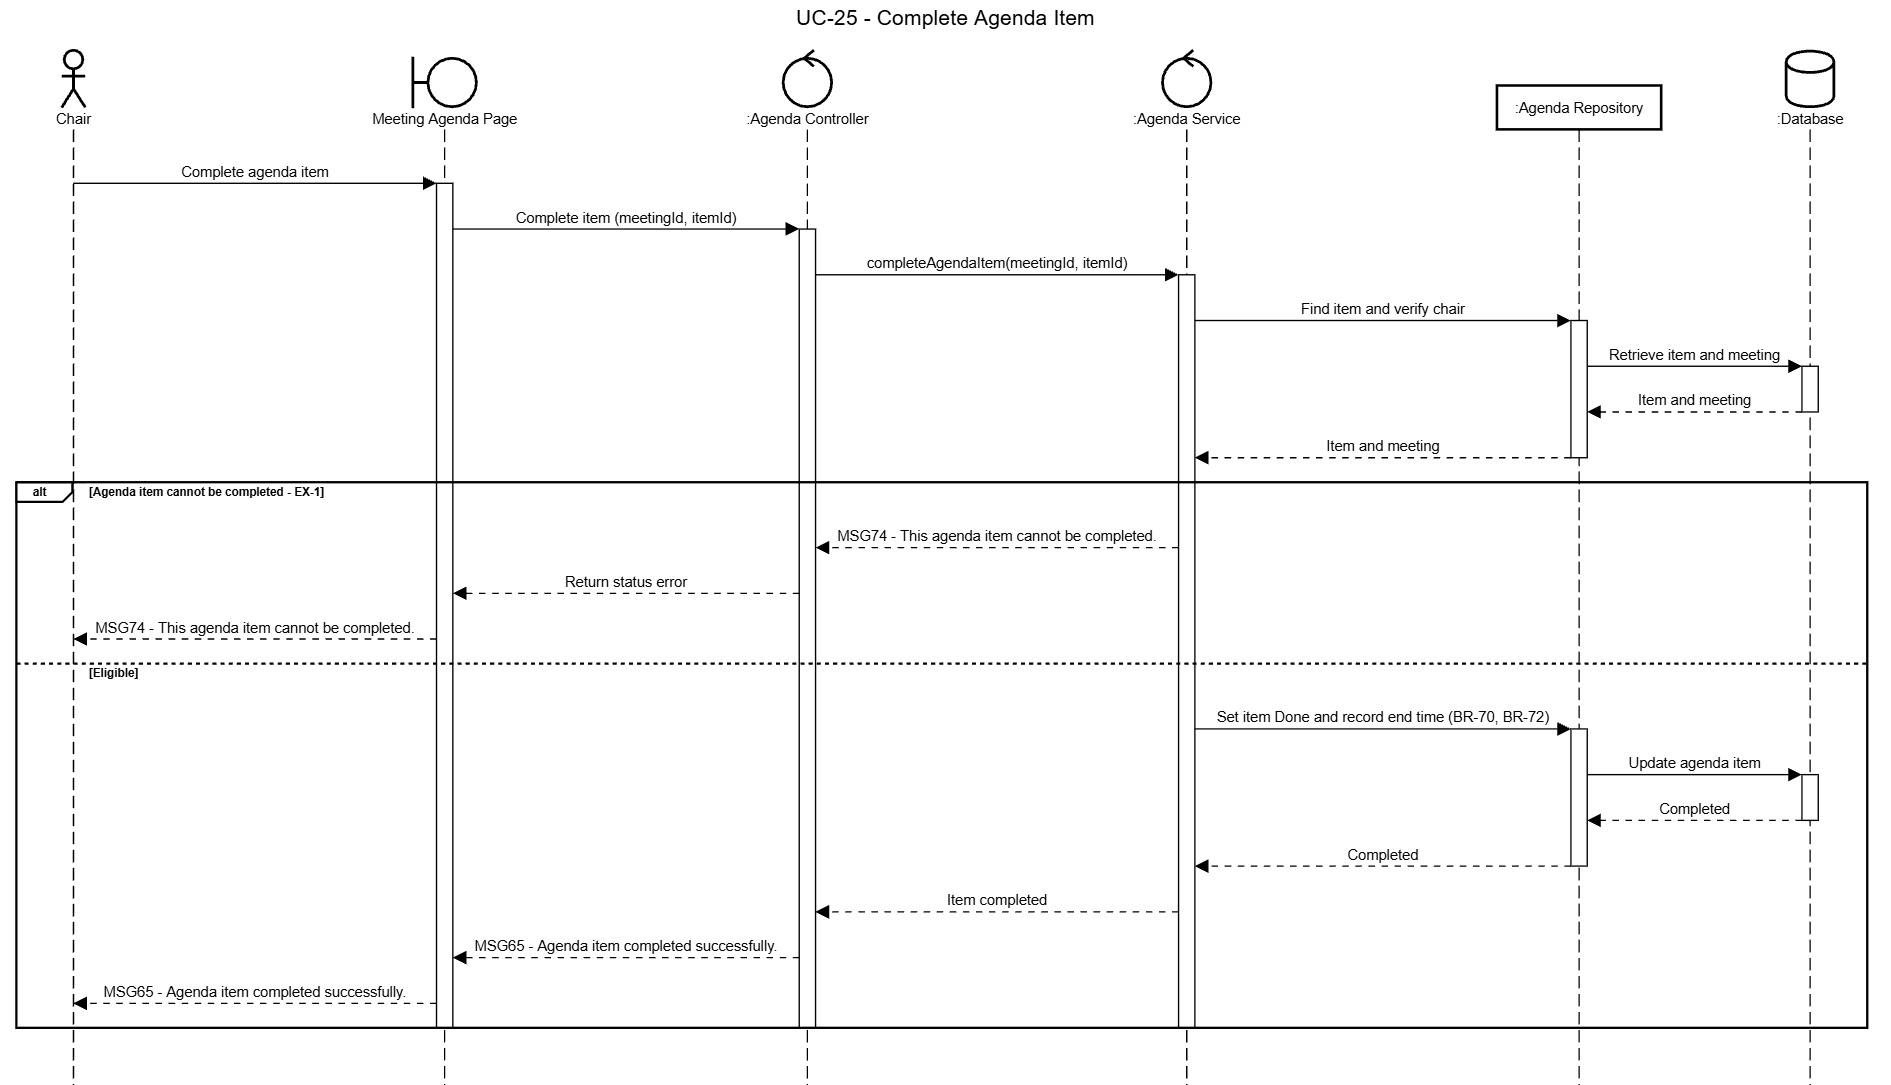 UC-25 - Complete Agenda Item
Chair
Meeting Agenda Page
:Agenda Controller
:Agenda Service
:Agenda Repository
:Database
Complete agenda item
Complete item (meetingId, itemId)
completeAgendaItem(meetingId, itemId)
Find item and verify chair
Retrieve item and meeting
Item and meeting
Item and meeting
alt
[Agenda item cannot be completed - EX-1]
MSG74 - This agenda item cannot be completed.
Return status error
MSG74 - This agenda item cannot be completed.
[Eligible]
Set item Done and record end time (BR-70, BR-72)
Update agenda item
Completed
Completed
Item completed
MSG65 - Agenda item completed successfully.
MSG65 - Agenda item completed successfully.